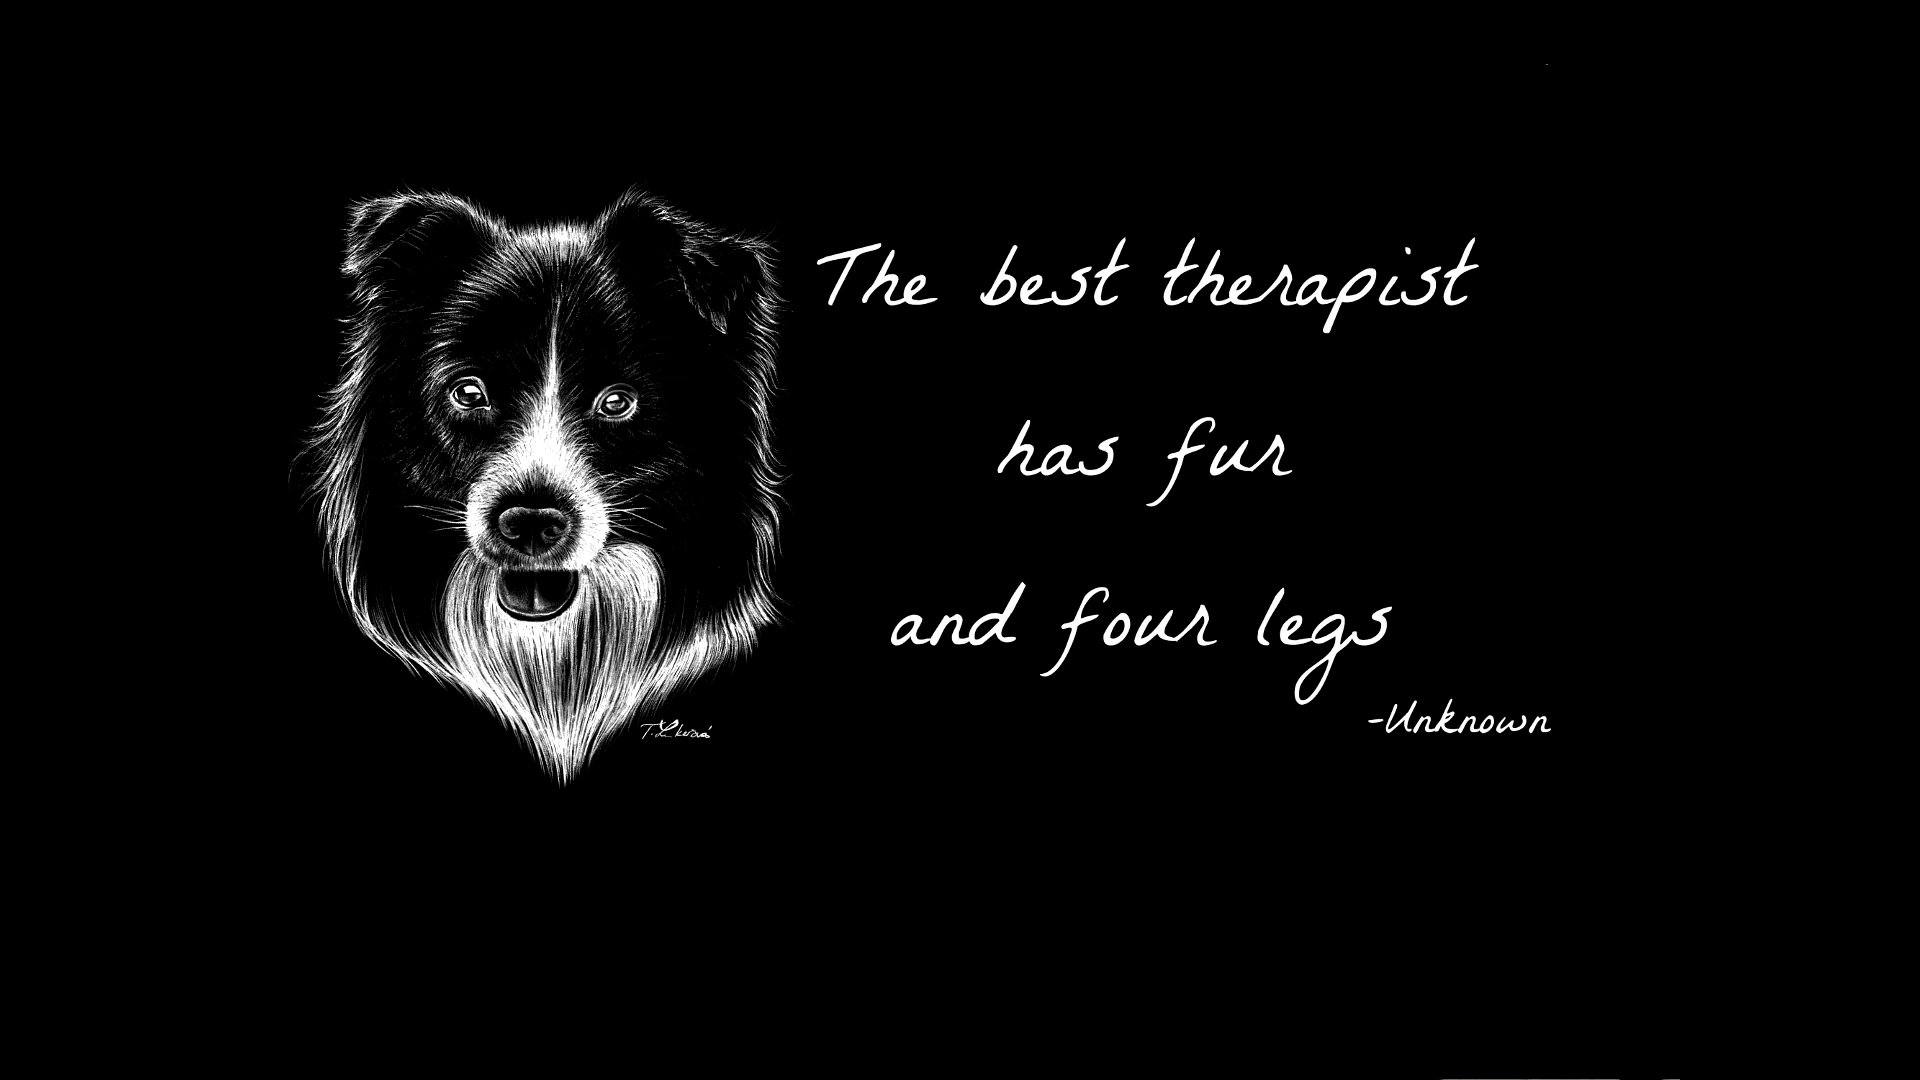 The best therapist
has fur
and four legs
-Unknown